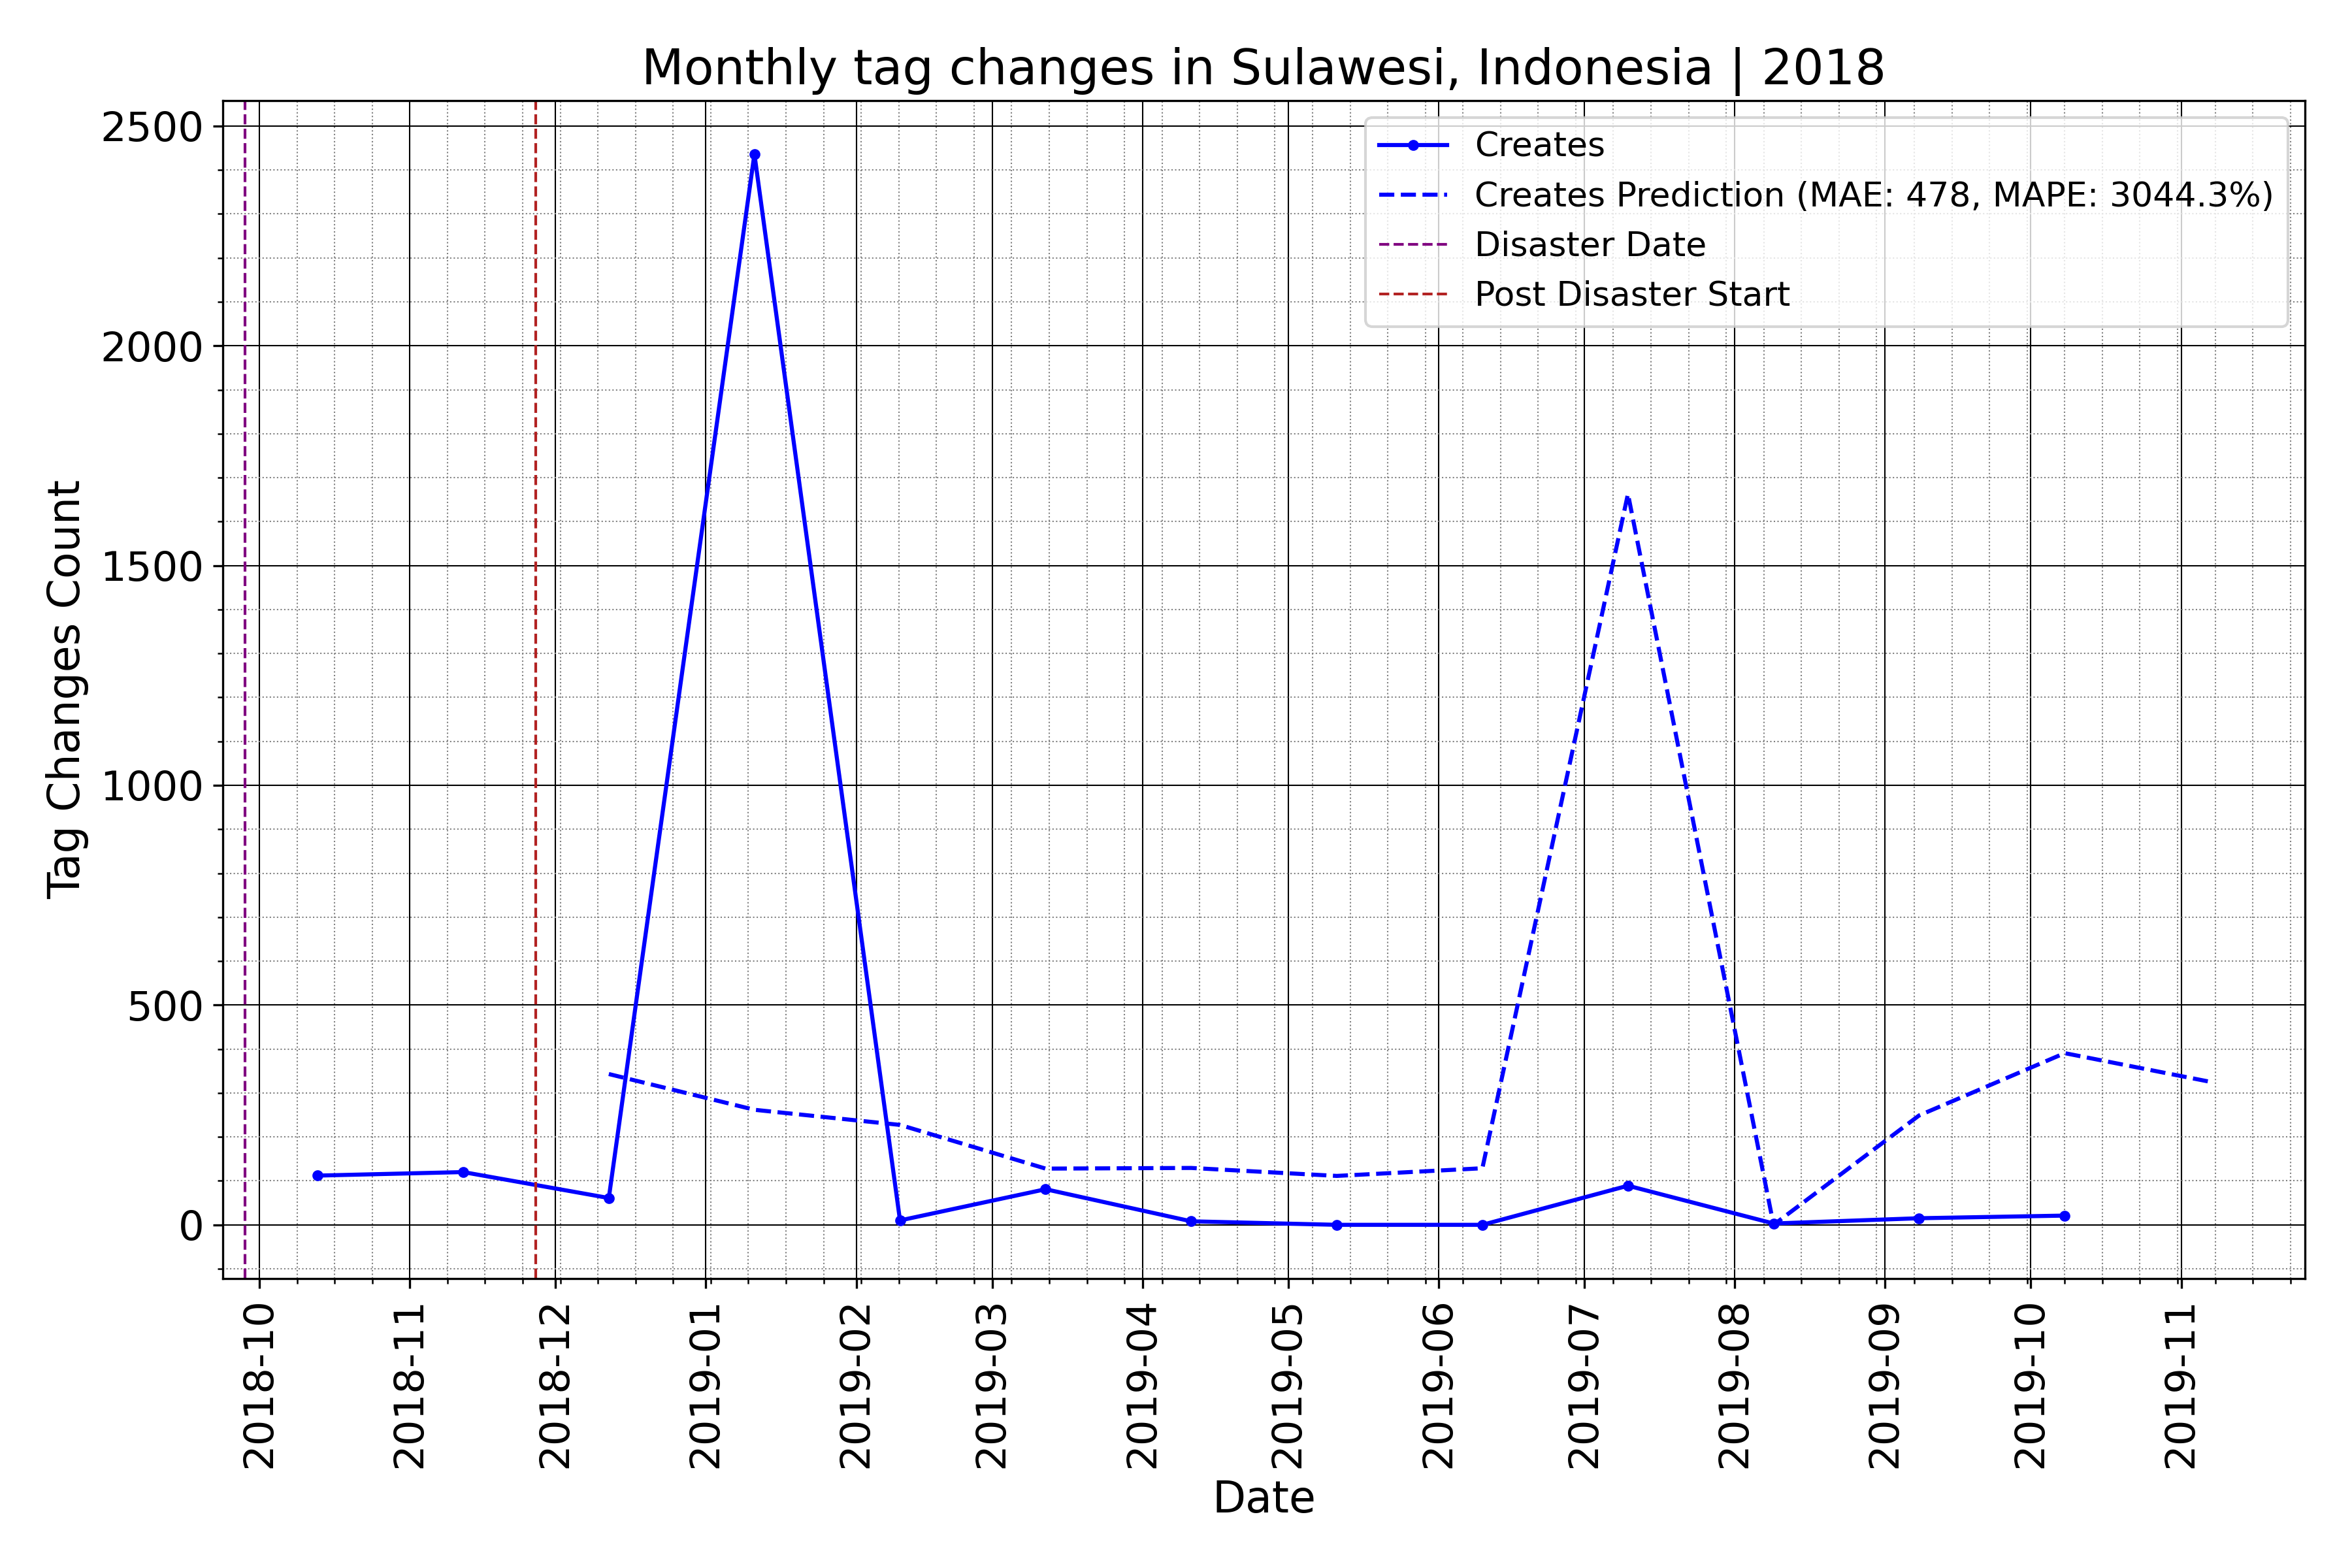 Monthly tag changes in Sulawesi, Indonesia | 2018
Creates
Creates Prediction (MAE: 478, MAPE: 3044.3%)
Disaster Date
Post Disaster Start
Tag Changes Count
2500
2000
1500
1000
500
0
2018-10
2018-11
2018-12
2019-01
2019-02
2019-03
2019-04
2019-05
2019-06
2019-07
2019-08
2019-09
2019-10
2019-11
Date